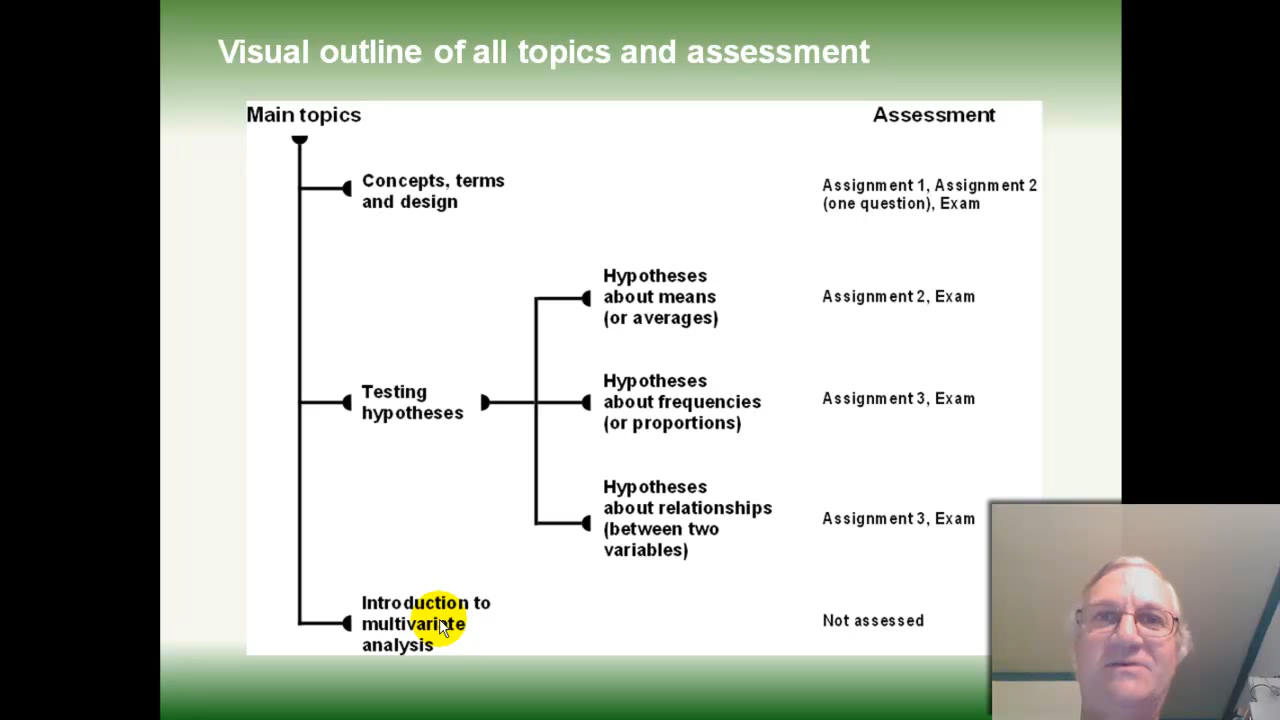 Visual outline of all topics and assessment
Main topics
Assessment
Concepts, terms
and design
Assignment 1, Assignment 2
(one question), Exam
Hypotheses
about means
(or averages)
Assignment 2, Exam
Testing
hypotheses
Hypotheses
about frequencies
(or proportions)
Assignment 3, Exam
Hypotheses
about relationships
(between two
variables)
Assignment 3, Exam
Introduction to
multivariate
analysis
Not assessed